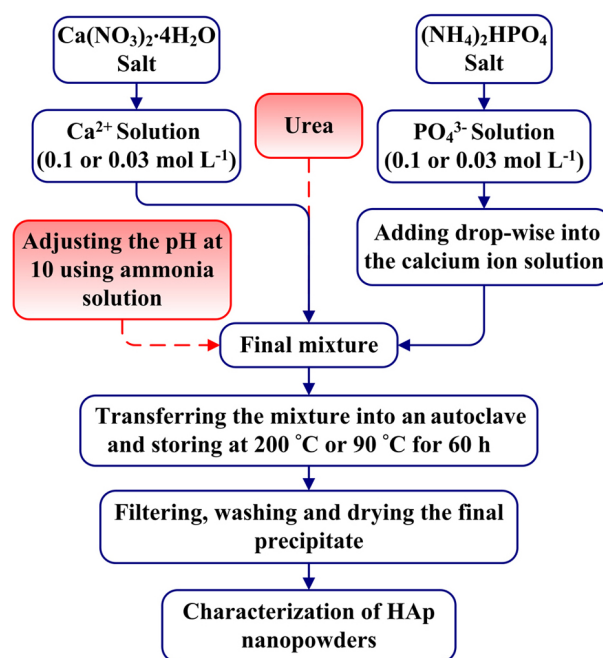 Ca(NO₃)₂·4H₂O
Salt
(NH₄)₂HPO₄
Salt
Ca²⁺ Solution
(0.1 or 0.03 mol L⁻¹)
Urea
PO₄³⁻ Solution
(0.1 or 0.03 mol L⁻¹)
Adjusting the pH at
10 using ammonia
solution
Adding drop-wise into
the calcium ion solution
Final mixture
Transferring the mixture into an autoclave
and storing at 200 °C or 90 °C for 60 h
Filtering, washing and drying the final
precipitate
Characterization of HAp
nanopowders